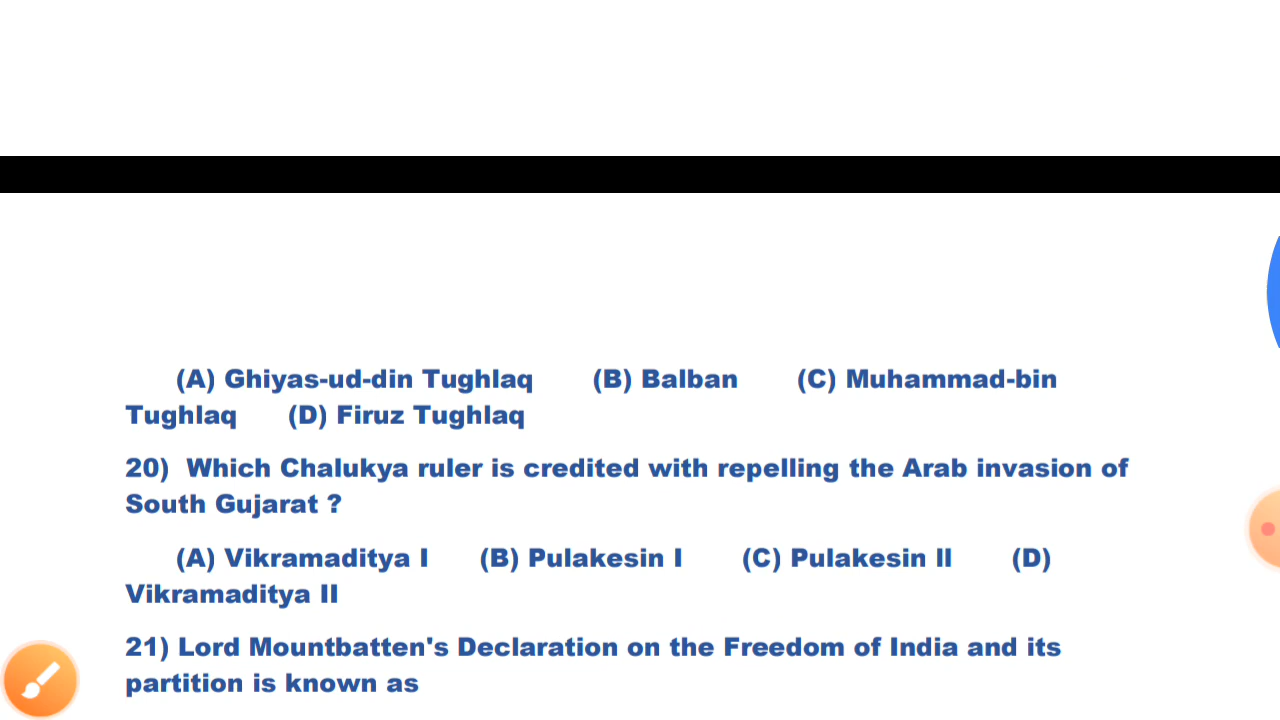 (A) Ghiyas-ud-din Tughlaq (B) Balban (C) Muhammad-bin
Tughlaq (D) Firuz Tughlaq
20) Which Chalukya ruler is credited with repelling the Arab invasion of
South Gujarat ?
(A) Vikramaditya I (B) Pulakesin I (C) Pulakesin II (D)
Vikramaditya II
21) Lord Mountbatten's Declaration on the Freedom of India and its
partition is known as